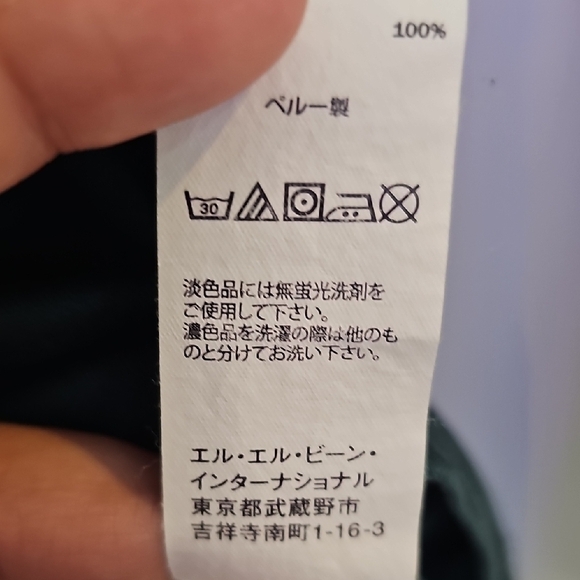 100%
ペルー製
30
淡色品には無蛍光洗剤を
ご使用して下さい。
濃色品を洗濯の際は他のも
のと分けてお洗い下さい。
エル・エル・ビーン・
インターナショナル
東京都武蔵野市
吉祥寺南町1-16-3